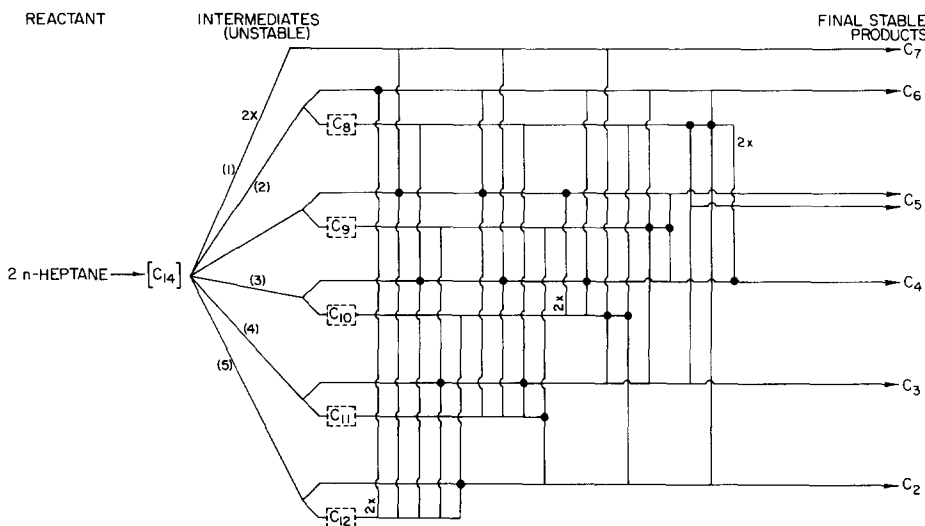 REACTANT
INTERMEDIATES
(UNSTABLE)
FINAL STABLE
PRODUCTS
C7
2x
C6
C8
2x
(1)
(2)
C5
C9
2 n-HEPTANE
[C14]
(3)
C4
2x
C10
(4)
(5)
C3
C11
C2
2x
C12